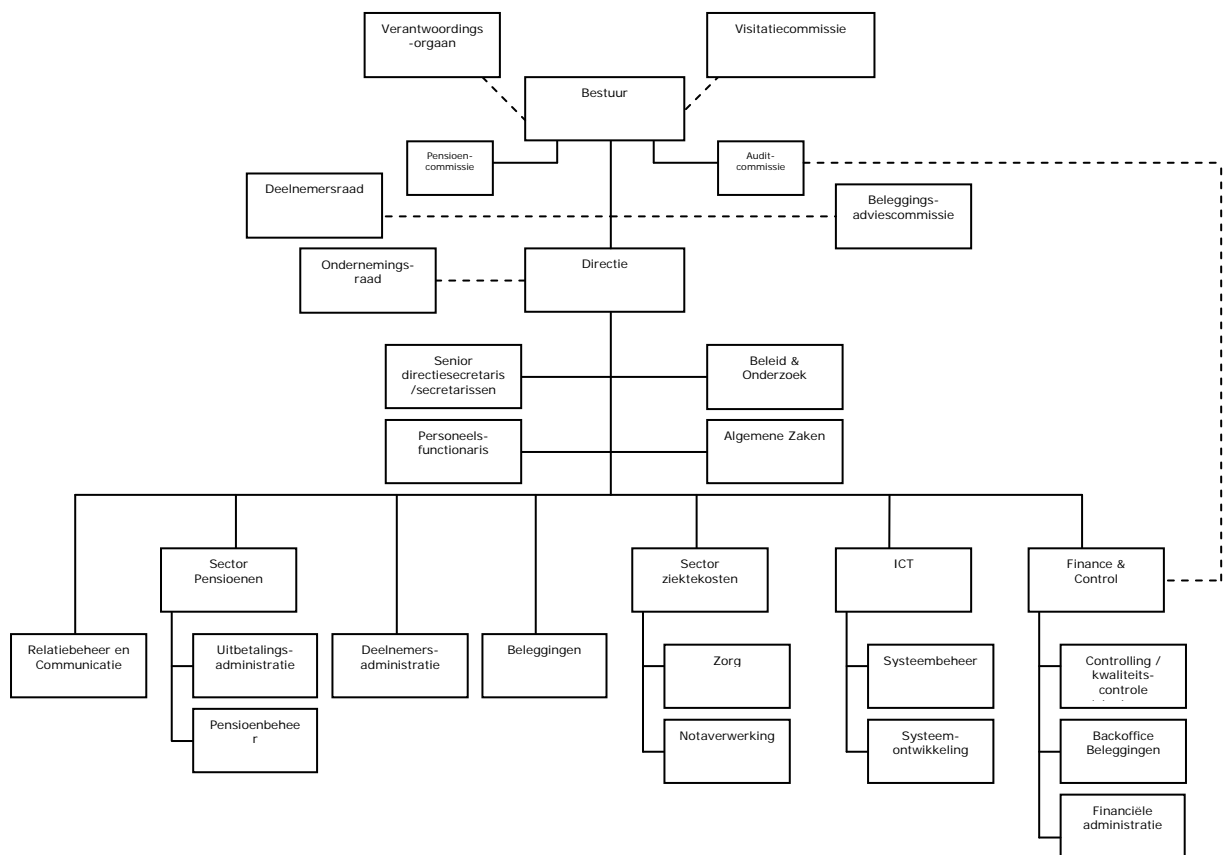 Verantwoordings
-orgaan
Visitatiecommissie
Bestuur
Pensioen-
commissie
Audit-
commissie
Deelnemersraad
Beleggings-
adviescommissie
Ondernemings-
raad
Directie
Senior
directiesecretaris
/secretarissen
Beleid &
Onderzoek
Personeels-
functionaris
Algemene Zaken
Sector
Pensioenen
Sector
ziektekosten
ICT
Finance &
Control
Relatiebeheer en
Communicatie
Uitbetalings-
administratie
Deelnemers-
administratie
Beleggingen
Zorg
Systeembeheer
Controlling /
kwaliteits-
controle
Pensioenbehee
r
Notaverwerking
Systeem-
ontwikkeling
Backoffice
Beleggingen
Financiële
administratie